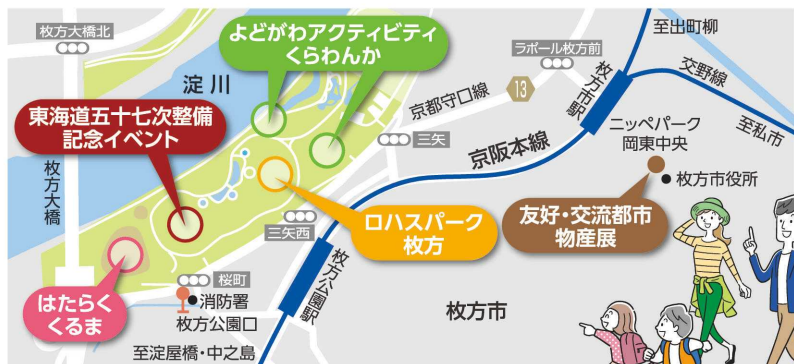 枚方大橋北
よどがわアクティビティ
くらわんか
ラポール枚方前
至出町柳
淀川
枚方市駅
交野線
13
京都守口線
東海道五十七次整備
記念イベント
三矢
京阪本線
ニッペパーク
岡東中央
至私市
枚方市役所
枚方大橋
ロハスパーク
枚方
友好・交流都市
物産展
三矢西
はたらく
くるま
桜町
消防署
枚方公園口
枚方公園駅
枚方市
至淀屋橋・中之島